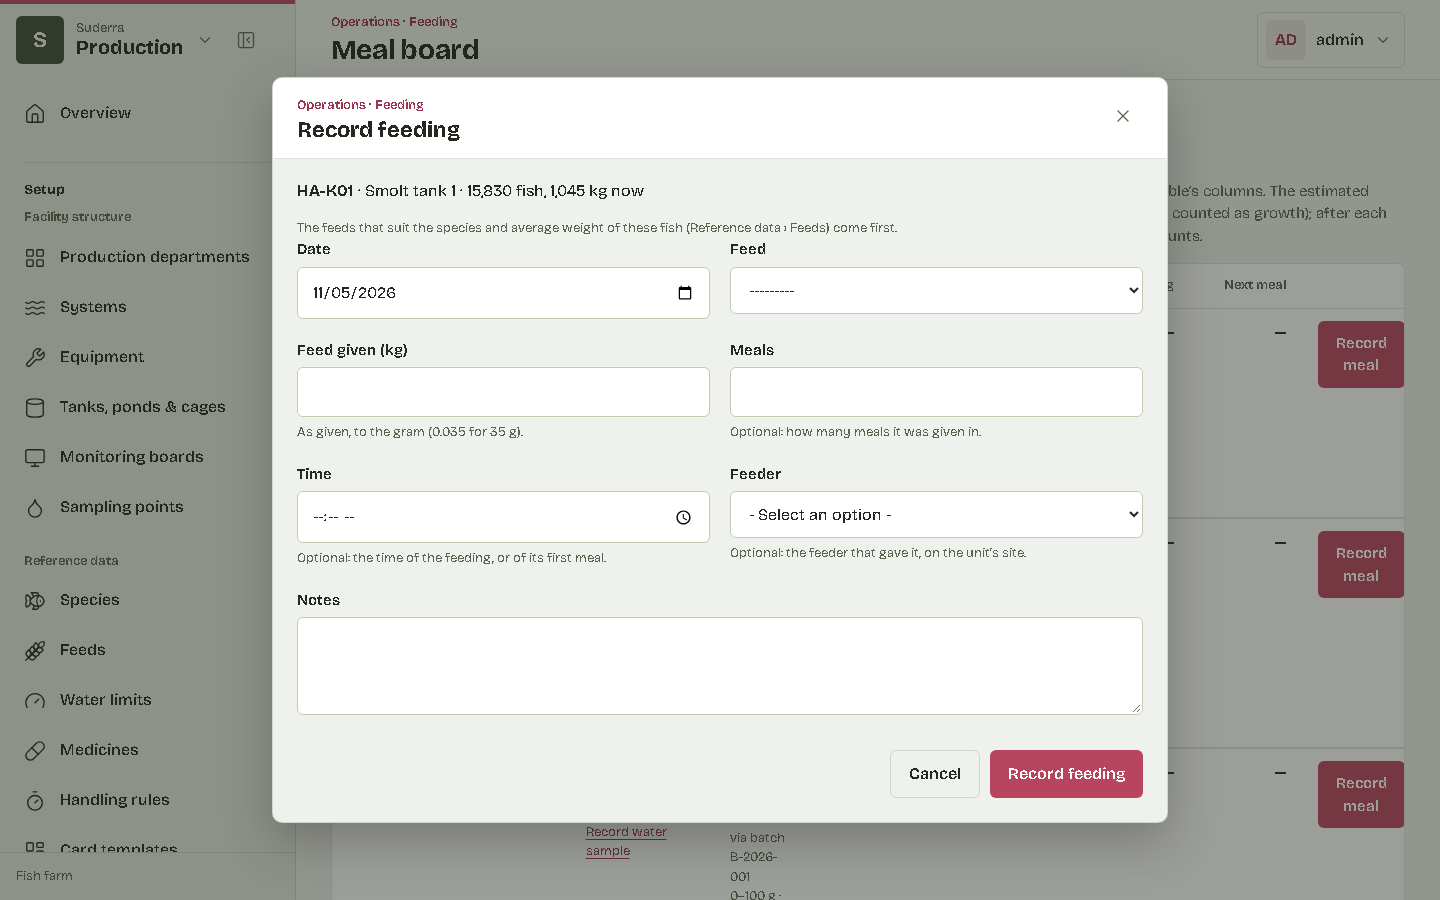 S
Suderra
Production
Overview
Setup
Facility structure
Production departments
Systems
Equipment
Tanks, ponds & cages
Monitoring boards
Sampling points
Reference data
Species
Feeds
Water limits
Medicines
Handling rules
Card templates
Fish farm
Operations · Feeding
Meal board
AD admin
Operations · Feeding
Record feeding
HA-K01 · Smolt tank 1 · 15,830 fish, 1,045 kg now
The feeds that suit the species and average weight of these fish (Reference data › Feeds) come first.
Date
11/05/2026
Feed
---------
Feed given (kg)
As given, to the gram (0.035 for 35 g).
Meals
Optional: how many meals it was given in.
Time
--:-- --
Optional: the time of the feeding, or of its first meal.
Feeder
- Select an option -
Optional: the feeder that gave it, on the unit's site.
Notes
Cancel
Record feeding
ble's columns. The estimated
counted as growth); after each
unts.
g
Next meal
–
–
Record
meal
–
–
Record
meal
–
–
Record
meal
Record water
sample
via batch
B-2026-
001
0–100 g ·